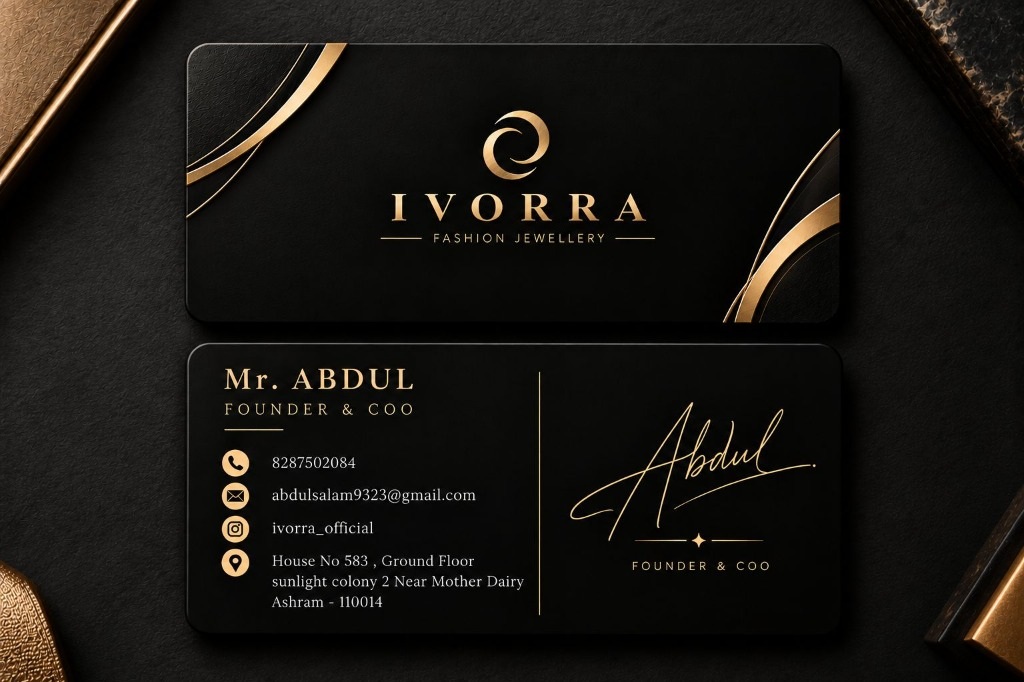 IVORRA
FASHION JEWELLERY
Mr. ABDUL
FOUNDER & COO
8287502084
abdulsalam9323@gmail.com
ivorra_official
House No 583 , Ground Floor
sunlight colony 2 Near Mother Dairy
Ashram - 110014
Abdul.
FOUNDER & COO